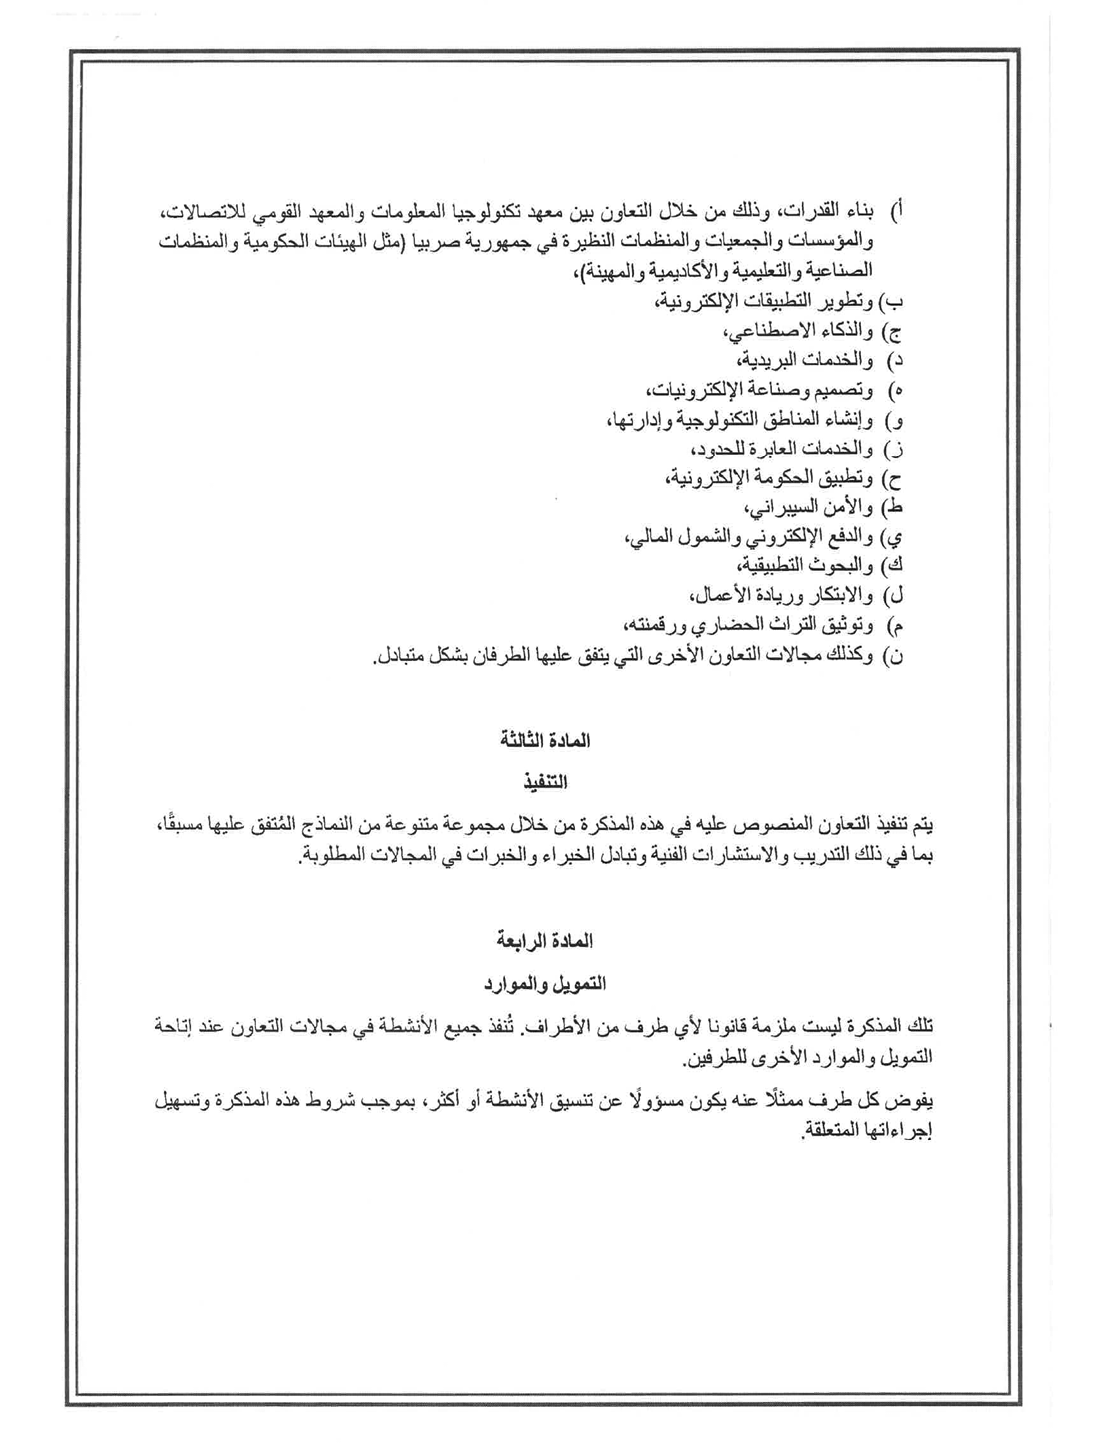 أ) بناء القدرات، وذلك من خلال التعاون بين معهد تكنولوجيا المعلومات والمعهد القومي للاتصالات،
والمؤسسات والجمعيات والمنظمات النظيرة في جمهورية صربيا (مثل الهيئات الحكومية والمنظمات
الصناعية والتعليمية والأكاديمية والمهينة)،
ب) وتطوير التطبيقات الإلكترونية،
ج) والذكاء الاصطناعي،
د) والخدمات البريدية،
ه) وتصميم وصناعة الإلكترونيات،
و) وإنشاء المناطق التكنولوجية وإدارتها،
ز) والخدمات العابرة للحدود،
ح) وتطبيق الحكومة الإلكترونية،
ط) والأمن السيبراني،
ي) والدفع الإلكتروني والشمول المالي،
ك) والبحوث التطبيقية،
ل) والابتكار وريادة الأعمال،
م) وتوثيق التراث الحضاري ورقمنته،
ن) وكذلك مجالات التعاون الأخرى التي يتفق عليها الطرفان بشكل متبادل.
المادة الثالثة
التنفيذ
يتم تنفيذ التعاون المنصوص عليه في هذه المذكرة من خلال مجموعة متنوعة من النماذج المُتفق عليها مسبقًا،
بما في ذلك التدريب والاستشارات الفنية وتبادل الخبراء والخبرات في المجالات المطلوبة.
المادة الرابعة
التمويل والموارد
تلك المذكرة ليست ملزمة قانونا لأي طرف من الأطراف. تُنفذ جميع الأنشطة في مجالات التعاون عند إتاحة
التمويل والموارد الأخرى للطرفين.
يفوض كل طرف ممثلًا عنه يكون مسؤولًا عن تنسيق الأنشطة أو أكثر، بموجب شروط هذه المذكرة وتسهيل
إجراءاتها المتعلقة.